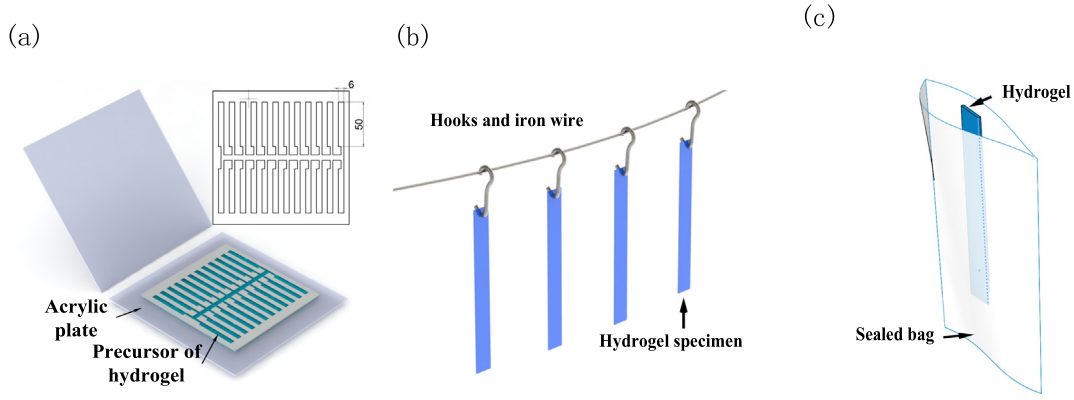 (a)
6
50
Acrylic
plate
Precursor of
hydrogel
(b)
Hooks and iron wire
Hydrogel specimen
(c)
Hydrogel
Sealed bag